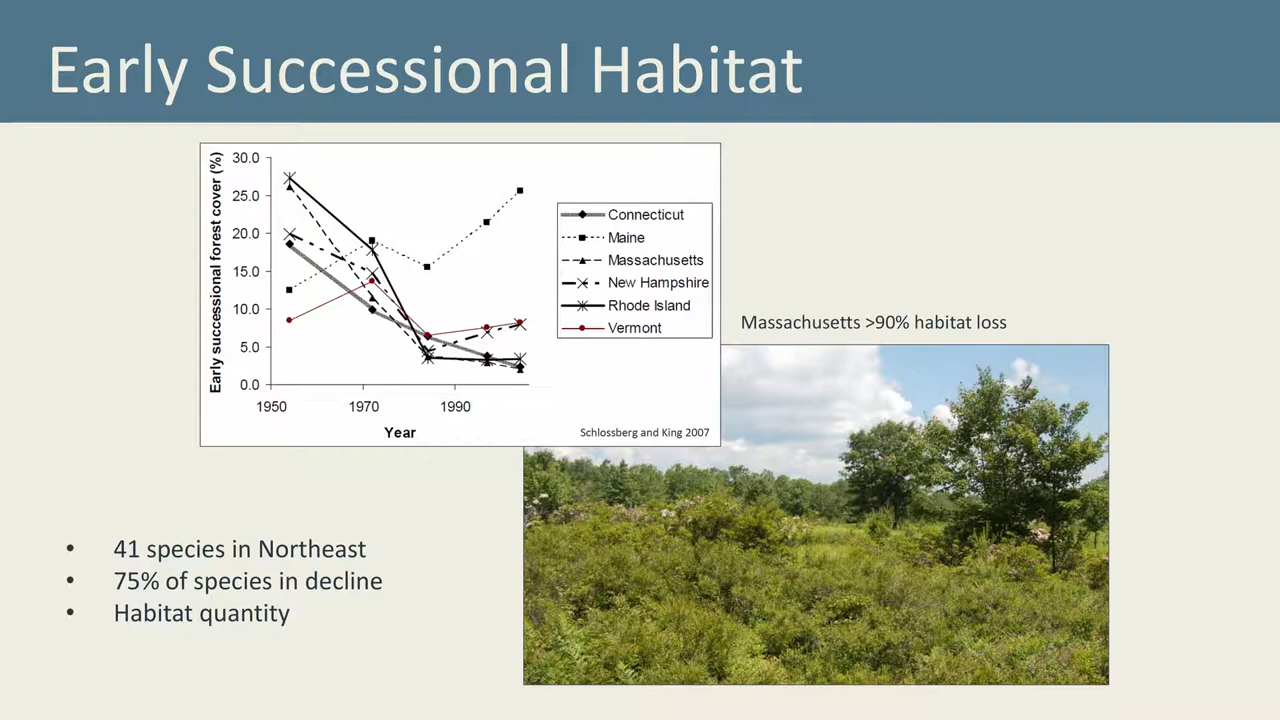 Early Successional Habitat
Early successional forest cover (%)
30.0
25.0
20.0
15.0
10.0
5.0
0.0
1950 1970 1990
Year
Connecticut
Maine
Massachusetts
New Hampshire
Rhode Island
Vermont
Schlossberg and King 2007
Massachusetts >90% habitat loss
• 41 species in Northeast
• 75% of species in decline
• Habitat quantity